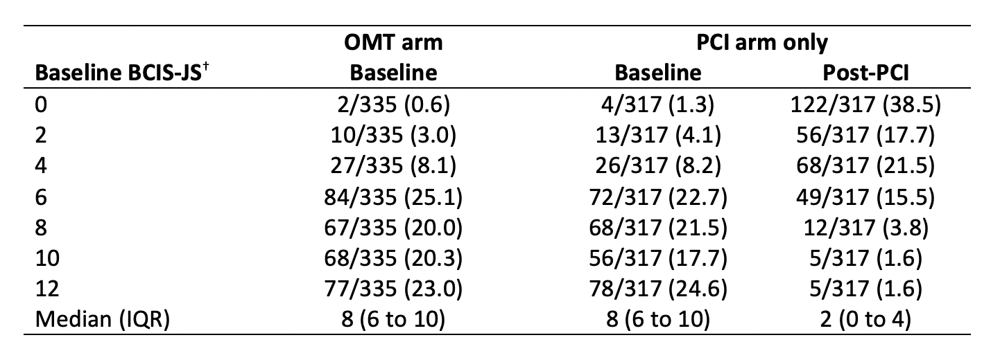 OMT arm PCI arm only
Baseline BCIS-JS† Baseline Baseline Post-PCI
0 2/335 (0.6) 4/317 (1.3) 122/317 (38.5)
2 10/335 (3.0) 13/317 (4.1) 56/317 (17.7)
4 27/335 (8.1) 26/317 (8.2) 68/317 (21.5)
6 84/335 (25.1) 72/317 (22.7) 49/317 (15.5)
8 67/335 (20.0) 68/317 (21.5) 12/317 (3.8)
10 68/335 (20.3) 56/317 (17.7) 5/317 (1.6)
12 77/335 (23.0) 78/317 (24.6) 5/317 (1.6)
Median (IQR) 8 (6 to 10) 8 (6 to 10) 2 (0 to 4)